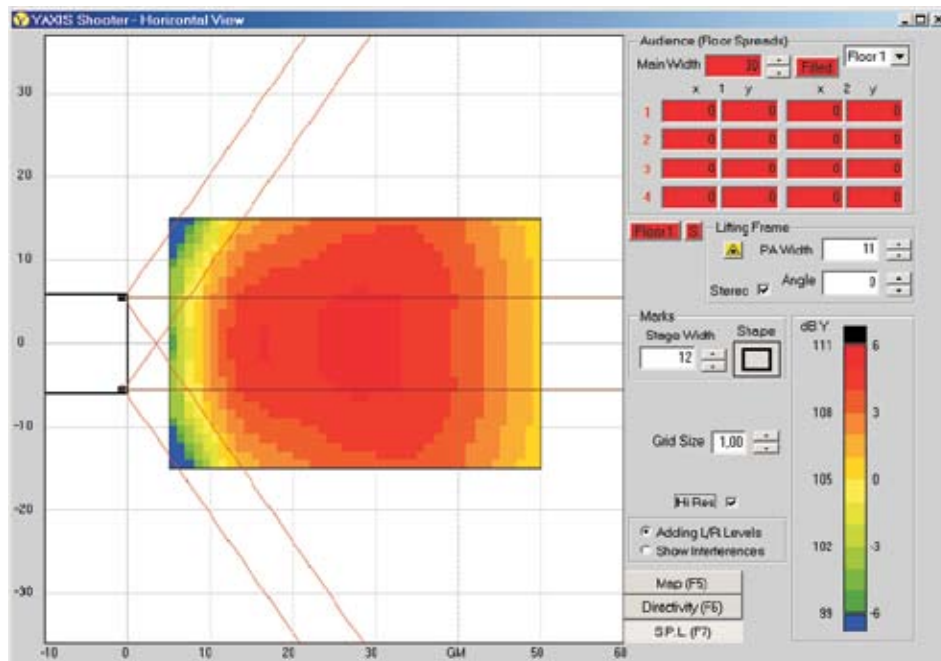 YAXIS Shooter - Horizontal View
Audience (Floor Spreads)
Main Width 30 Filled Floor 1
x 1 y x 2 y
1 0 0 0 0
2 0 0 0 0
3 0 0 0 0
4 0 0 0 0
Floor1 S
Lifting Frame
PA Width 11
Stereo Angle 0
Marks
Stage Width Shape
12
Grid Size 1,00
Hi Res
Adding L/R Levels
Show Interferences
Map (F5)
Directivity (F6)
S.P.L. (F7)
dB Y
111 6
108 3
105 0
102 -3
99 -6
30
20
10
0
-10
-20
-30
-10 0 10 20 30 GM 50 60